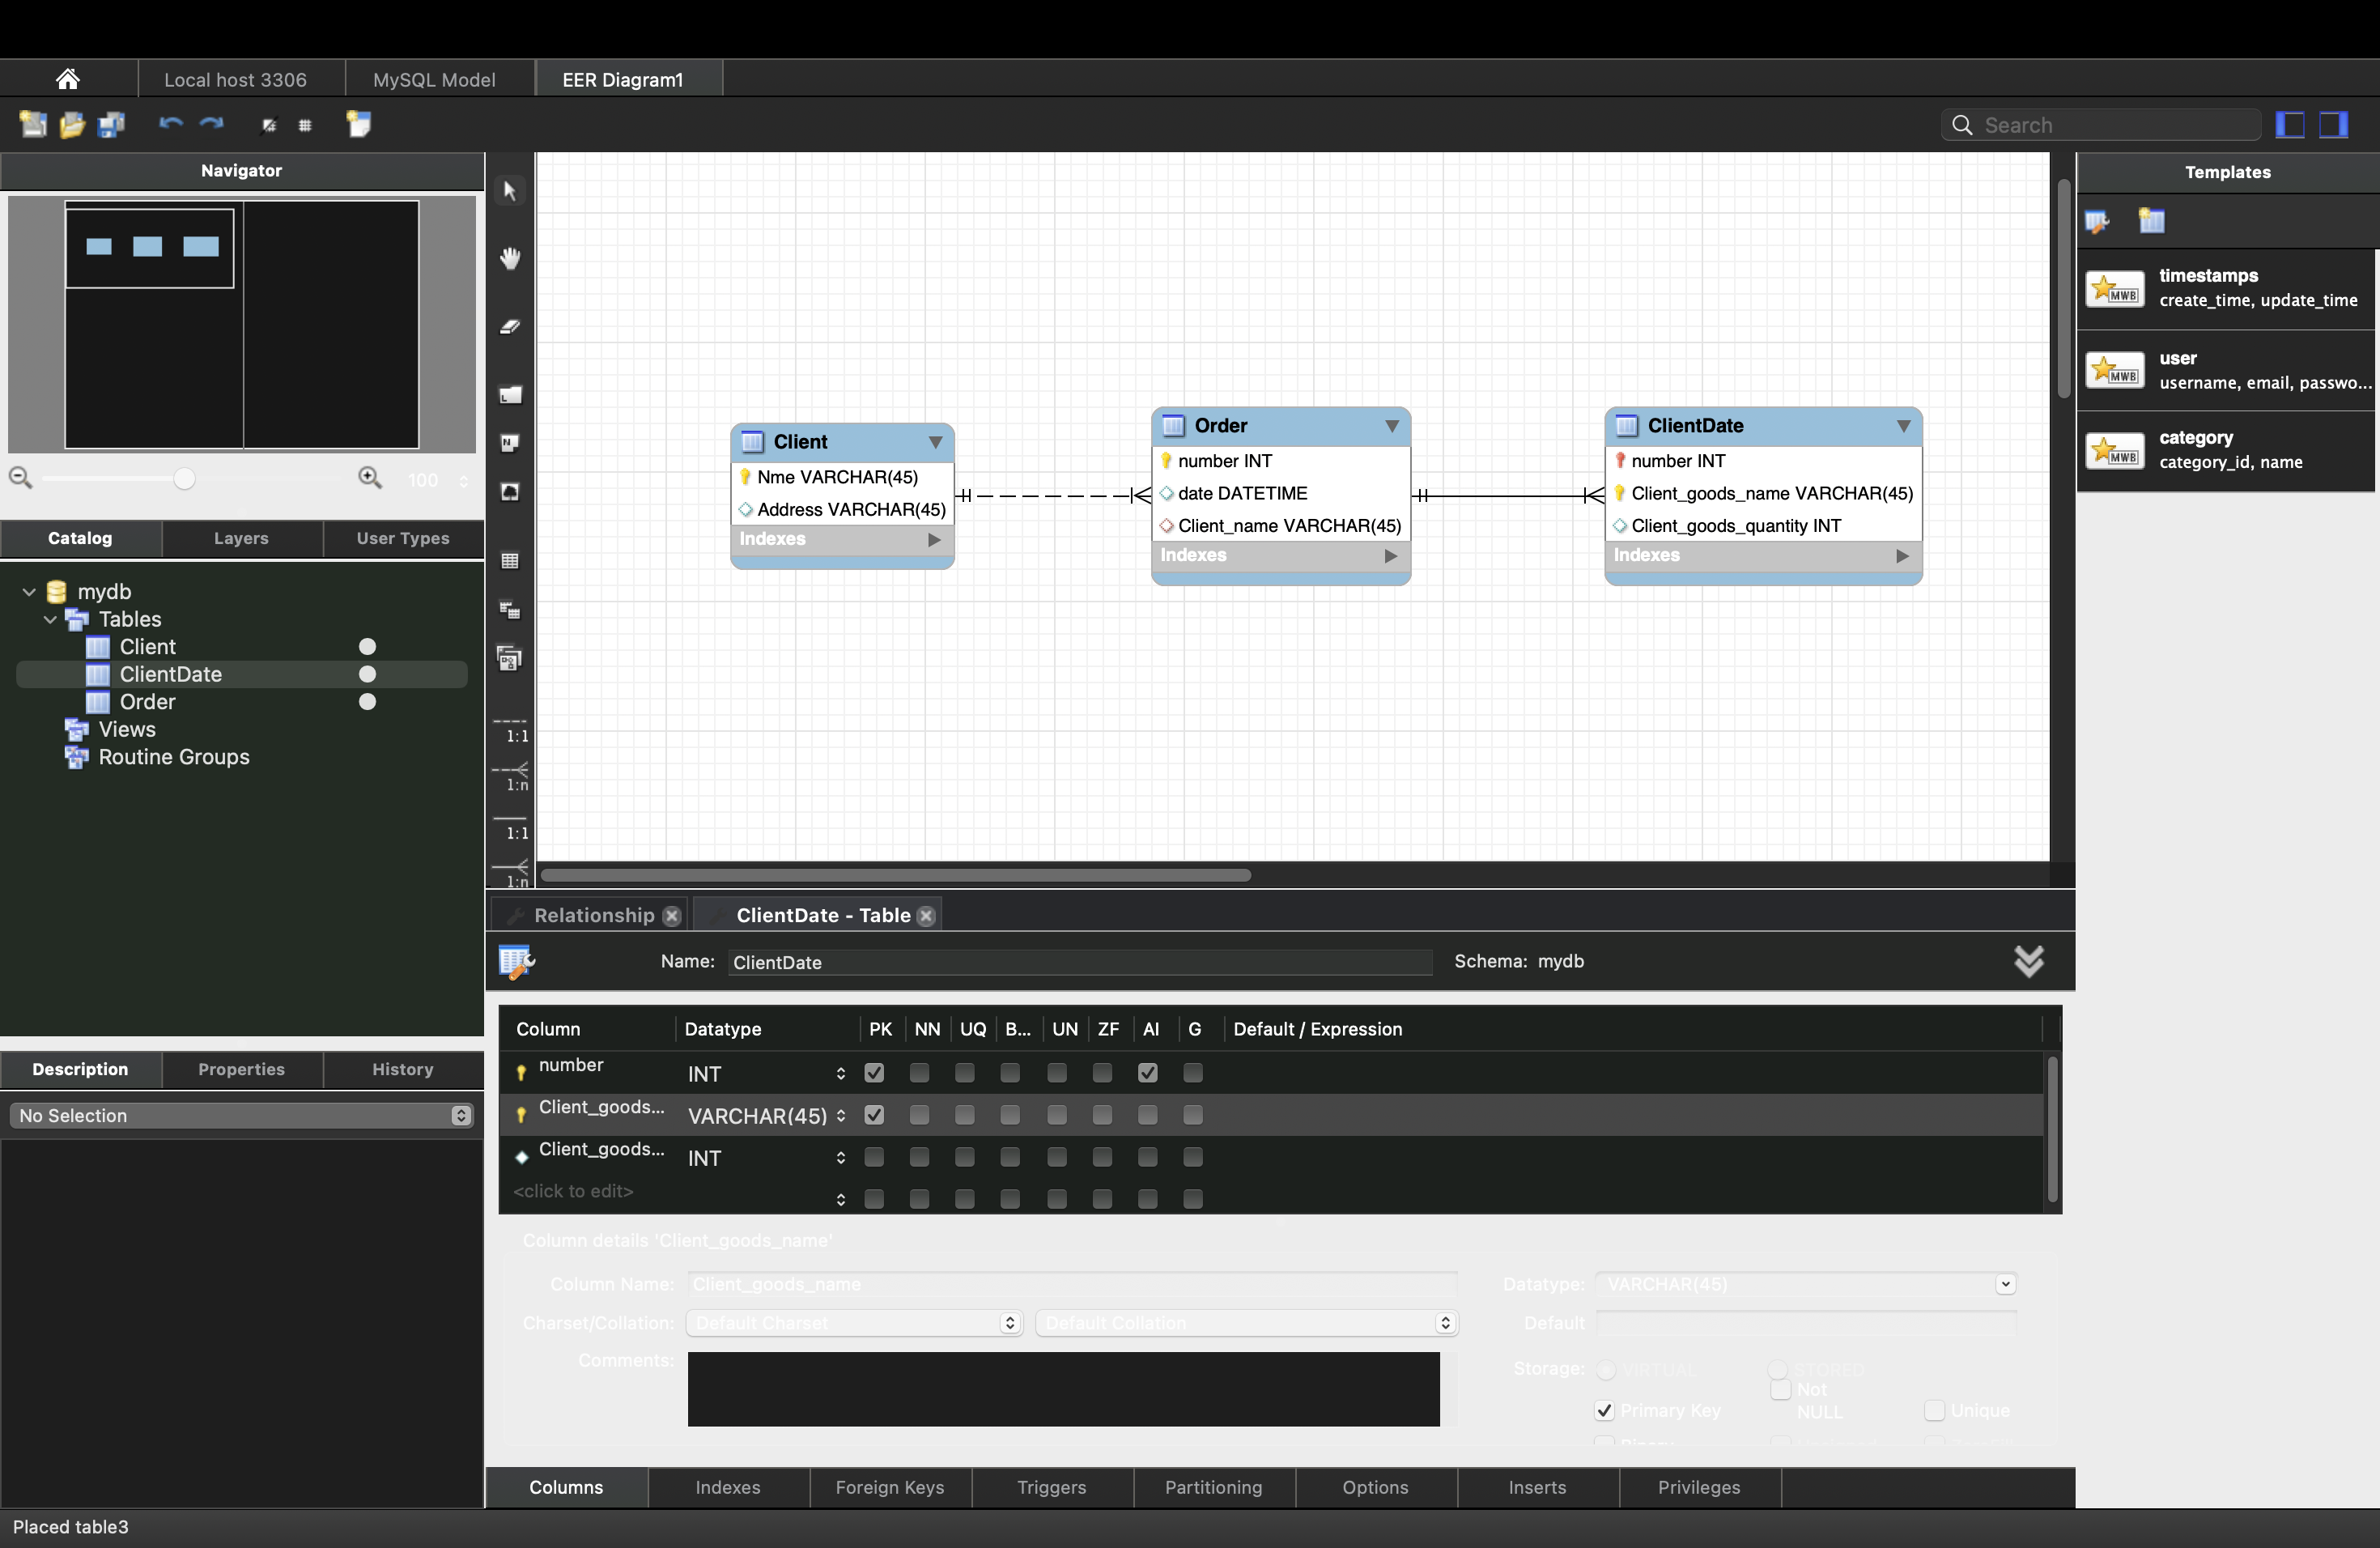 Local host 3306
MySQL Model
EER Diagram1
Search
Navigator
100
Catalog
Layers
User Types
mydb
Tables
Client
ClientDate
Order
Views
Routine Groups
Description
Properties
History
No Selection
L
N
1:1
1:n
1:1
1:n
Client
Nme VARCHAR(45)
Address VARCHAR(45)
Indexes
Order
number INT
date DATETIME
Client_name VARCHAR(45)
Indexes
ClientDate
number INT
Client_goods_name VARCHAR(45)
Client_goods_quantity INT
Indexes
Templates
MWB
timestamps
create_time, update_time
MWB
user
username, email, passwo...
MWB
category
category_id, name
Relationship
ClientDate - Table
Name: ClientDate
Schema: mydb
Column Datatype PK NN UQ B... UN ZF AI G Default / Expression
number INT
Client_goods... VARCHAR(45)
Client_goods... INT
<click to edit>
Column details 'Client_goods_name'
Column Name: Client_goods_name
Datatype: VARCHAR(45)
Charset/Collation: Default Charset Default Collation
Default
Comments:
Storage: VIRTUAL STORED
Primary Key
Not NULL
Unique
Columns
Indexes
Foreign Keys
Triggers
Partitioning
Options
Inserts
Privileges
Placed table3